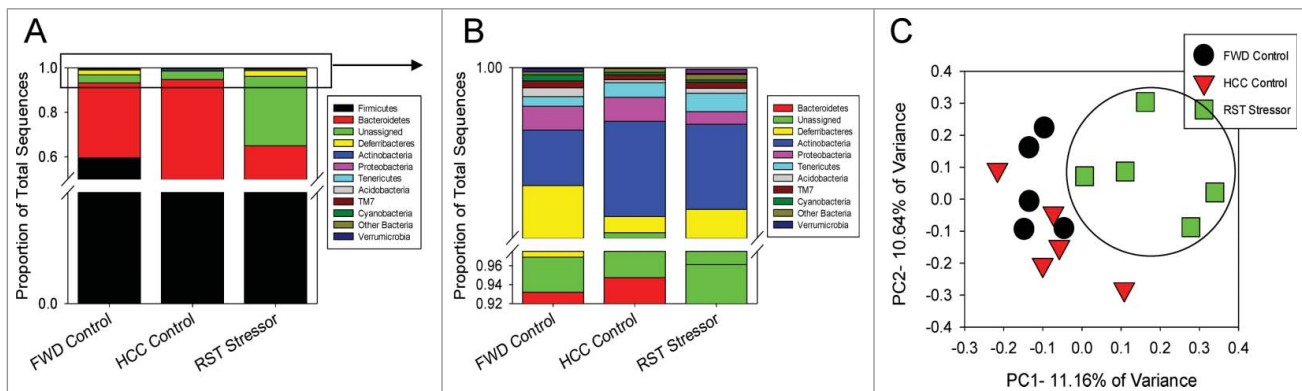 A
Proportion of Total Sequences
1.0
0.8
0.6
0.0
FWD Control
HCC Control
RST Stressor
Firmicutes
Bacteroidetes
Unassigned
Deferribacteres
Actinobacteria
Proteobacteria
Tenericutes
Acidobacteria
TM7
Cyanobacteria
Other Bacteria
Verrumicrobia
B
Proportion of Total Sequences
1.00
0.96
0.94
0.92
FWD Control
HCC Control
RST Stressor
Bacteroidetes
Unassigned
Deferribacteres
Actinobacteria
Proteobacteria
Tenericutes
Acidobacteria
TM7
Cyanobacteria
Other Bacteria
Verrumicrobia
C
FWD Control
HCC Control
RST Stressor
PC2- 10.64% of Variance
0.4
0.3
0.2
0.1
0.0
-0.1
-0.2
-0.3
-0.4
-0.3 -0.2 -0.1 0.0 0.1 0.2 0.3 0.4
PC1- 11.16% of Variance